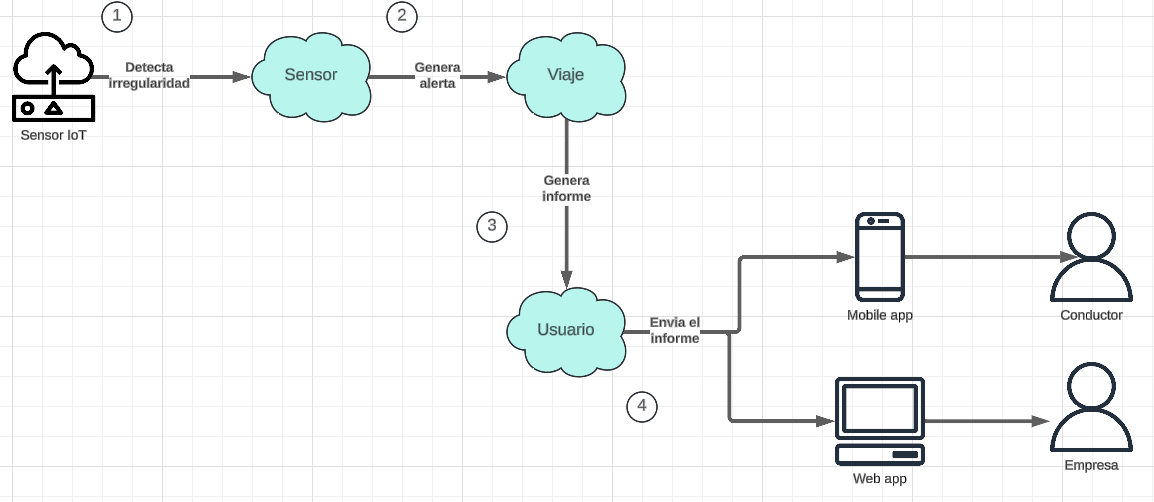 1
2
Detecta
irregularidad
Sensor
Genera
alerta
Viaje
Sensor IoT
Genera
informe
3
Usuario
Envia el
informe
Mobile app
Conductor
4
Web app
Empresa